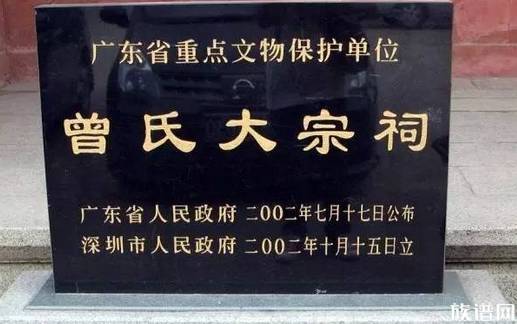 广东省重点文物保护单位
曾氏大宗祠
广东省人民政府 二〇〇二年七月十七日公布
深圳市人民政府 二〇〇二年十月十五日立
族谱网